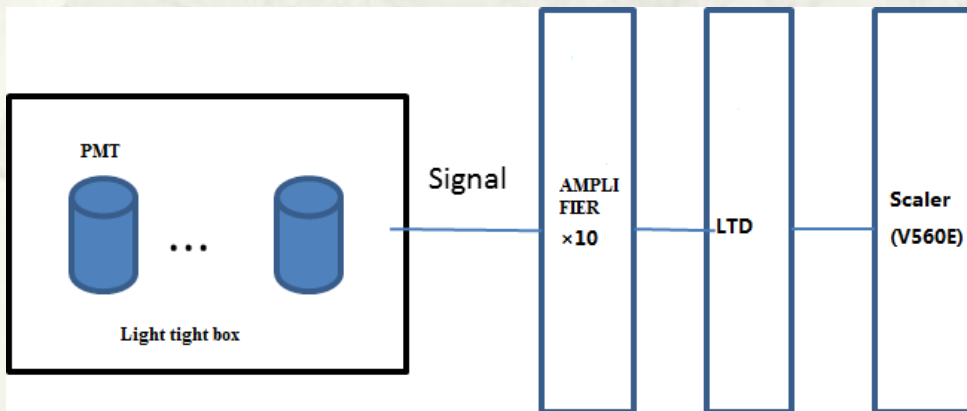 PMT
...
Light tight box
Signal
AMPLI
FIER
×10
LTD
Scaler
(V560E)